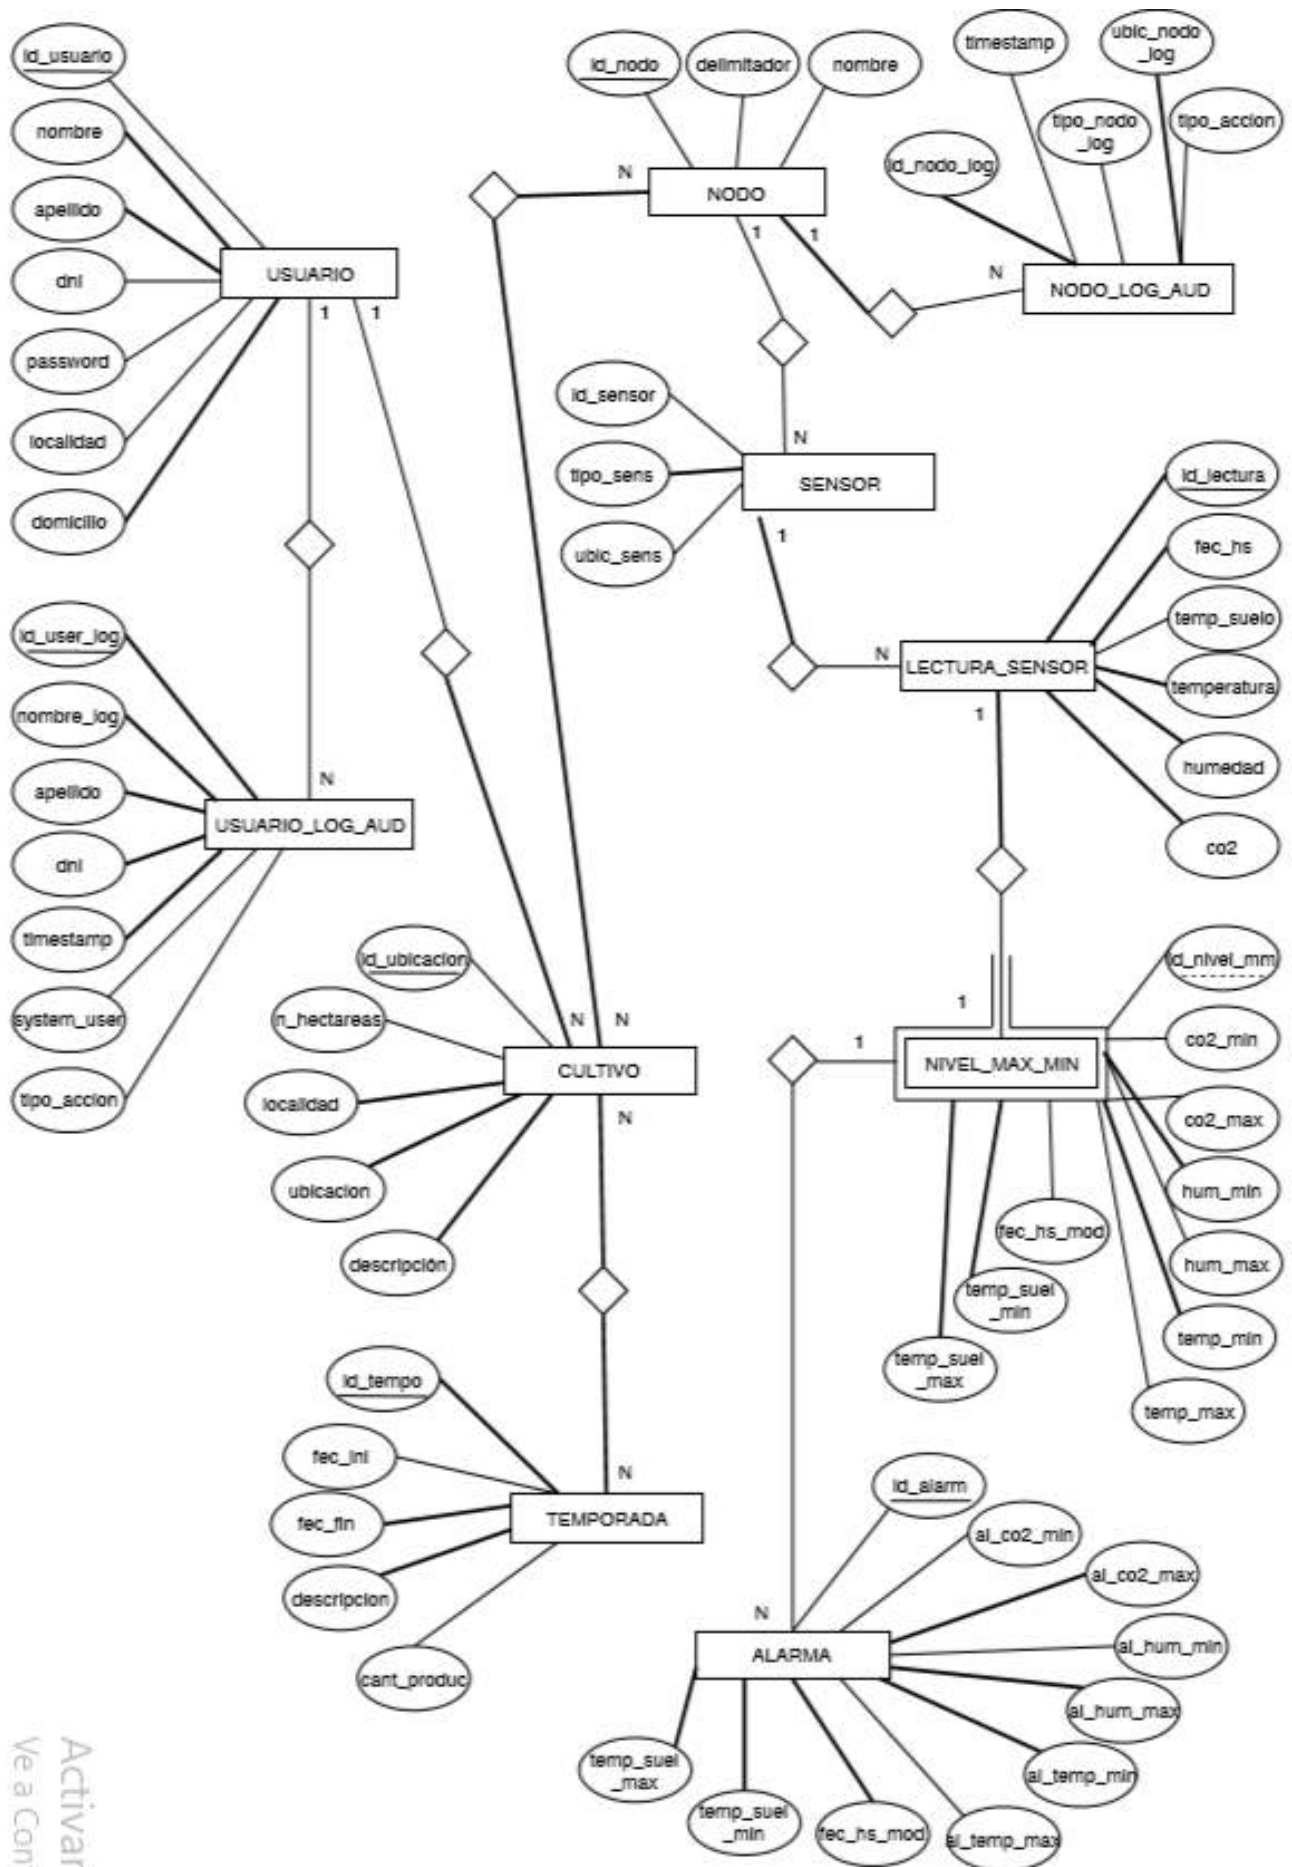 id_usuario
nombre
apellido
dni
password
localidad
domicilio
USUARIO
1
1
id_nodo
delimitador
nombre
N
NODO
1
1
timestamp
ubic_nodo
_log
tipo_nodo
_log
tipo_accion
id_nodo_log
N
NODO_LOG_AUD
id_sensor
tipo_sens
ubic_sens
N
SENSOR
1
id_lectura
fec_hs
temp_suelo
temperatura
humedad
co2
N
LECTURA_SENSOR
1
id_user_log
nombre_log
apellido
dni
timestamp
system_user
tipo_accion
N
USUARIO_LOG_AUD
id_ubicacion
n_hectareas
localidad
ubicacion
descripción
N
N
CULTIVO
N
1
1
NIVEL_MAX_MIN
id_nivel_mm
co2_min
co2_max
hum_min
hum_max
temp_min
temp_max
fec_hs_mod
temp_suel
_min
temp_suel
_max
id_tempo
fec_ini
fec_fin
descripcion
cant_produc
N
TEMPORADA
id_alarm
al_co2_min
al_co2_max
al_hum_min
al_hum_max
al_temp_min
al_temp_max
fec_hs_mod
temp_suel
_min
temp_suel
_max
N
ALARMA
Activar
Ve a Con